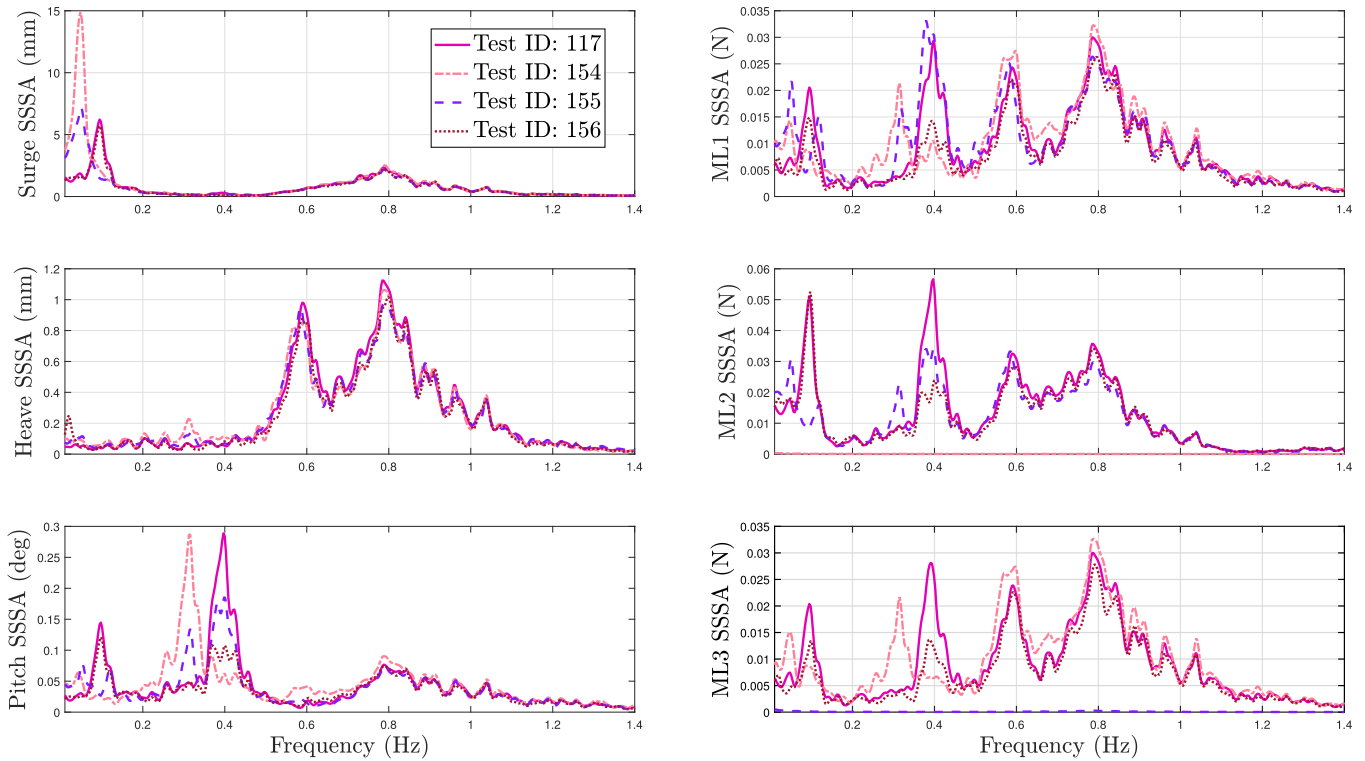 Surge SSSA (mm)
15
10
5
0
0.2 0.4 0.6 0.8 1 1.2 1.4
Test ID: 117
Test ID: 154
Test ID: 155
Test ID: 156
ML1 SSSA (N)
0.035
0.03
0.025
0.02
0.015
0.01
0.005
0
0.2 0.4 0.6 0.8 1 1.2 1.4
Heave SSSA (mm)
1.2
1
0.8
0.6
0.4
0.2
0
0.2 0.4 0.6 0.8 1 1.2 1.4
ML2 SSSA (N)
0.06
0.05
0.04
0.03
0.02
0.01
0
0.2 0.4 0.6 0.8 1 1.2 1.4
Pitch SSSA (deg)
0.3
0.25
0.2
0.15
0.1
0.05
0
0.2 0.4 0.6 0.8 1 1.2 1.4
Frequency (Hz)
ML3 SSSA (N)
0.035
0.03
0.025
0.02
0.015
0.01
0.005
0
0.2 0.4 0.6 0.8 1 1.2 1.4
Frequency (Hz)